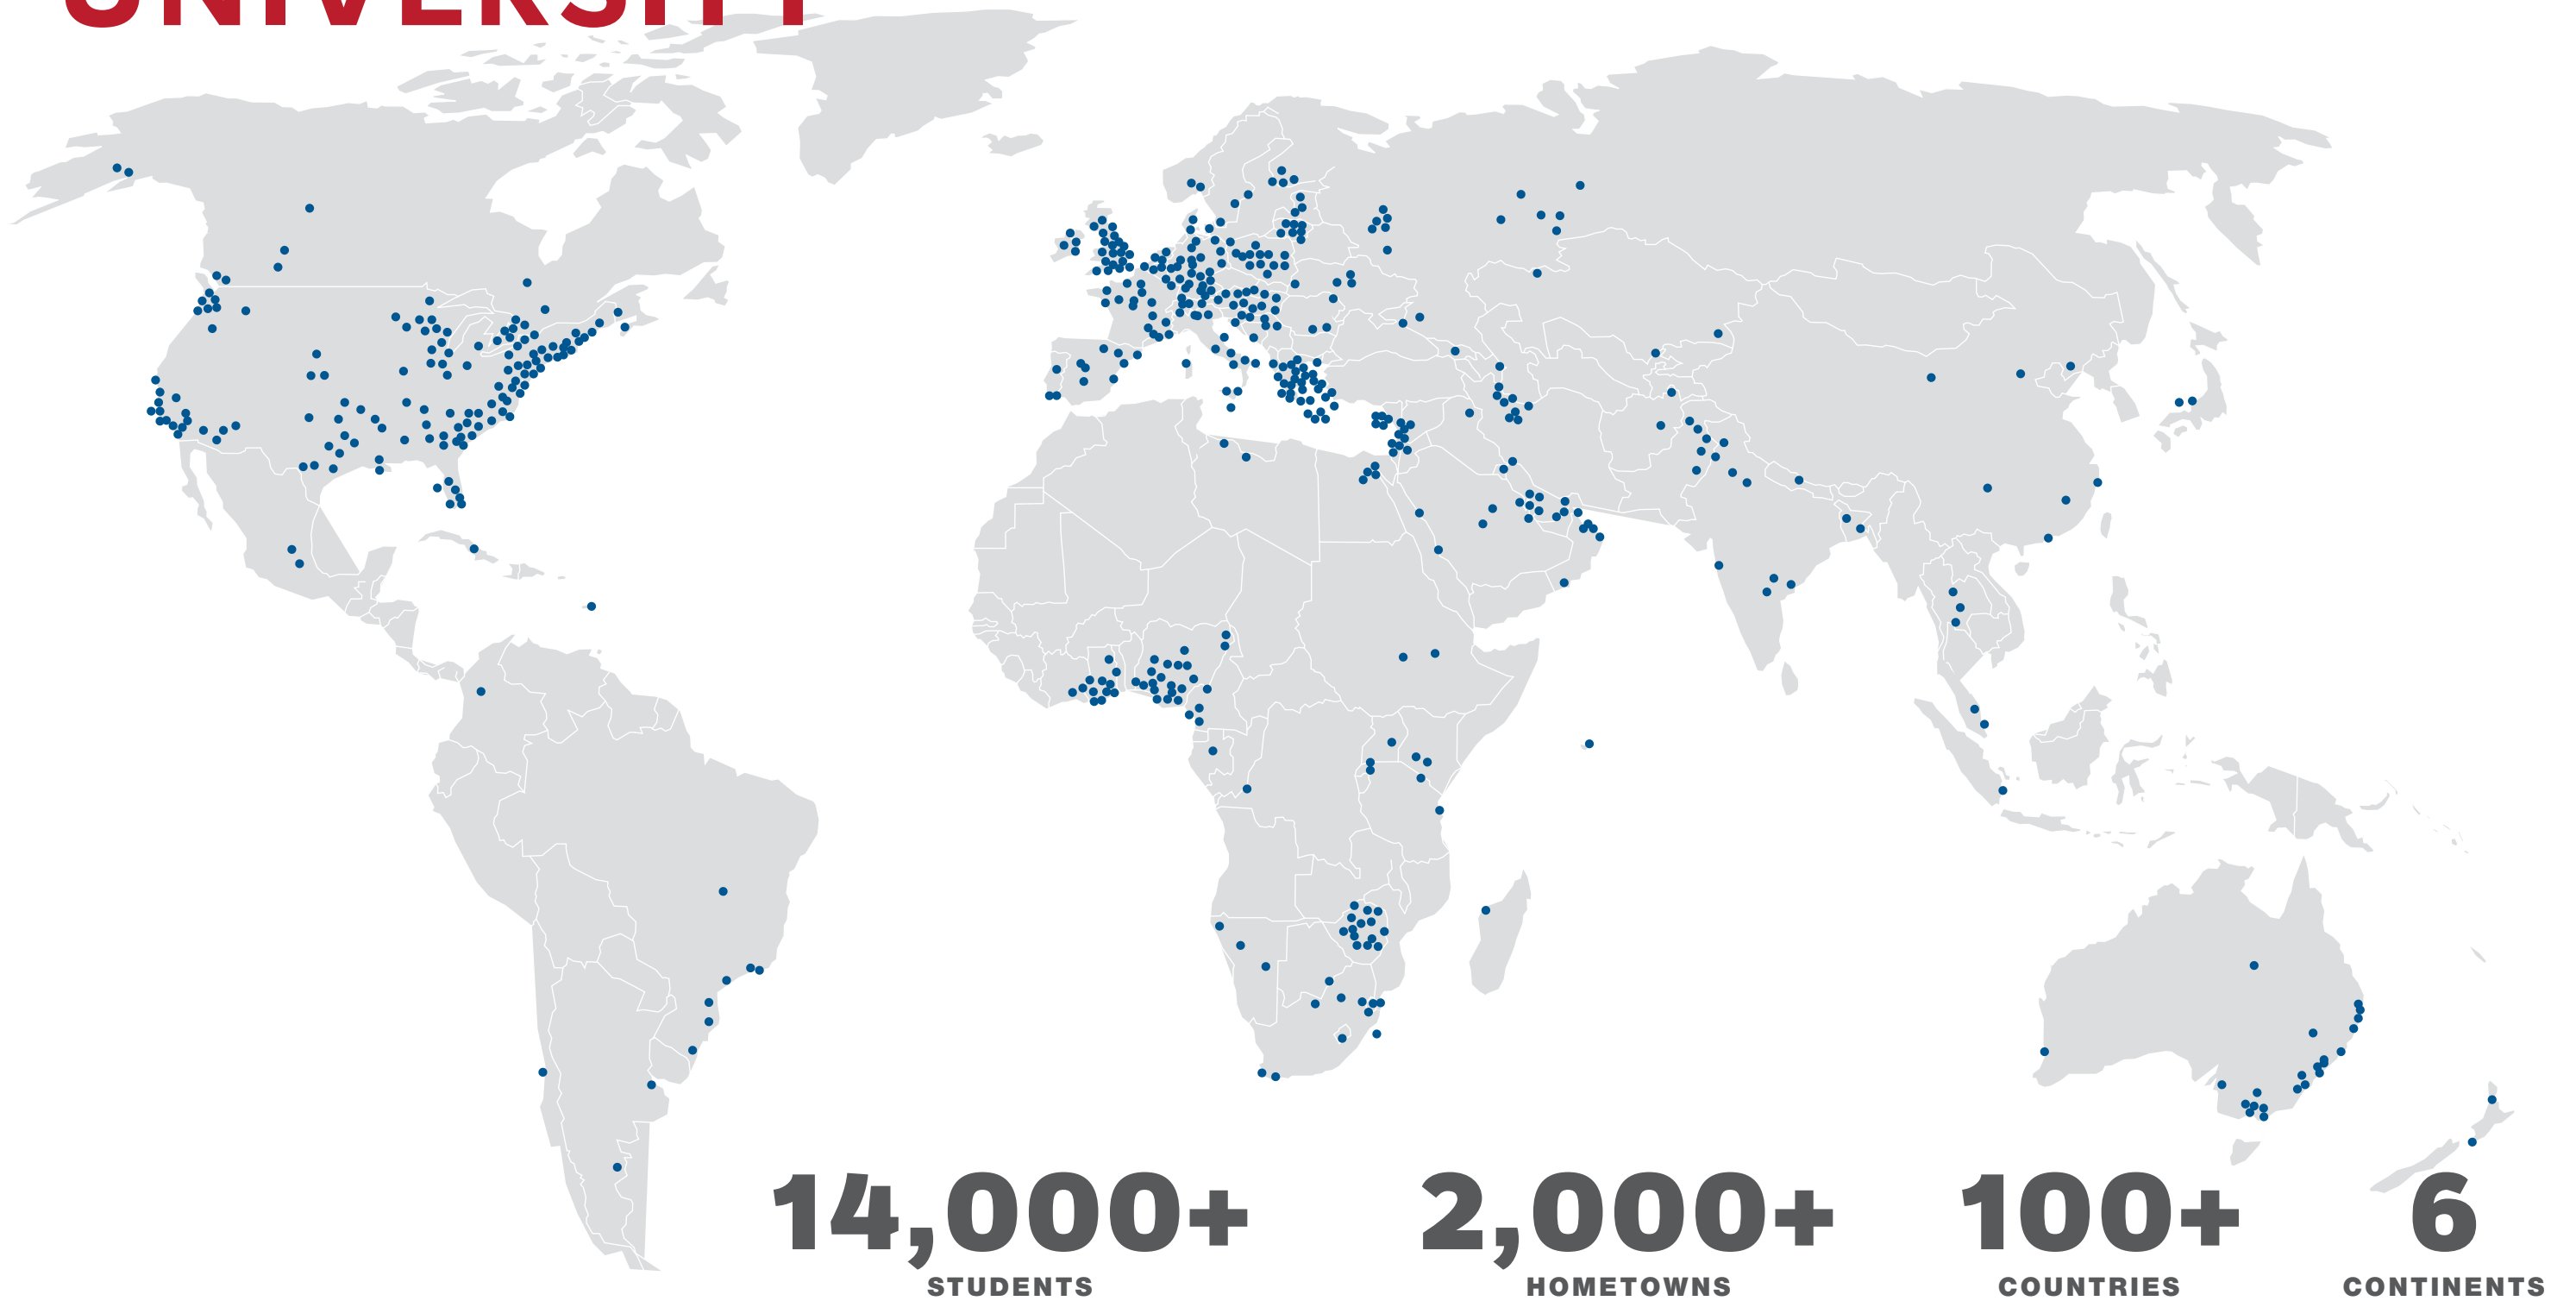 UNIVERSITY
14,000+
STUDENTS
2,000+
HOMETOWNS
100+
COUNTRIES
6
CONTINENTS